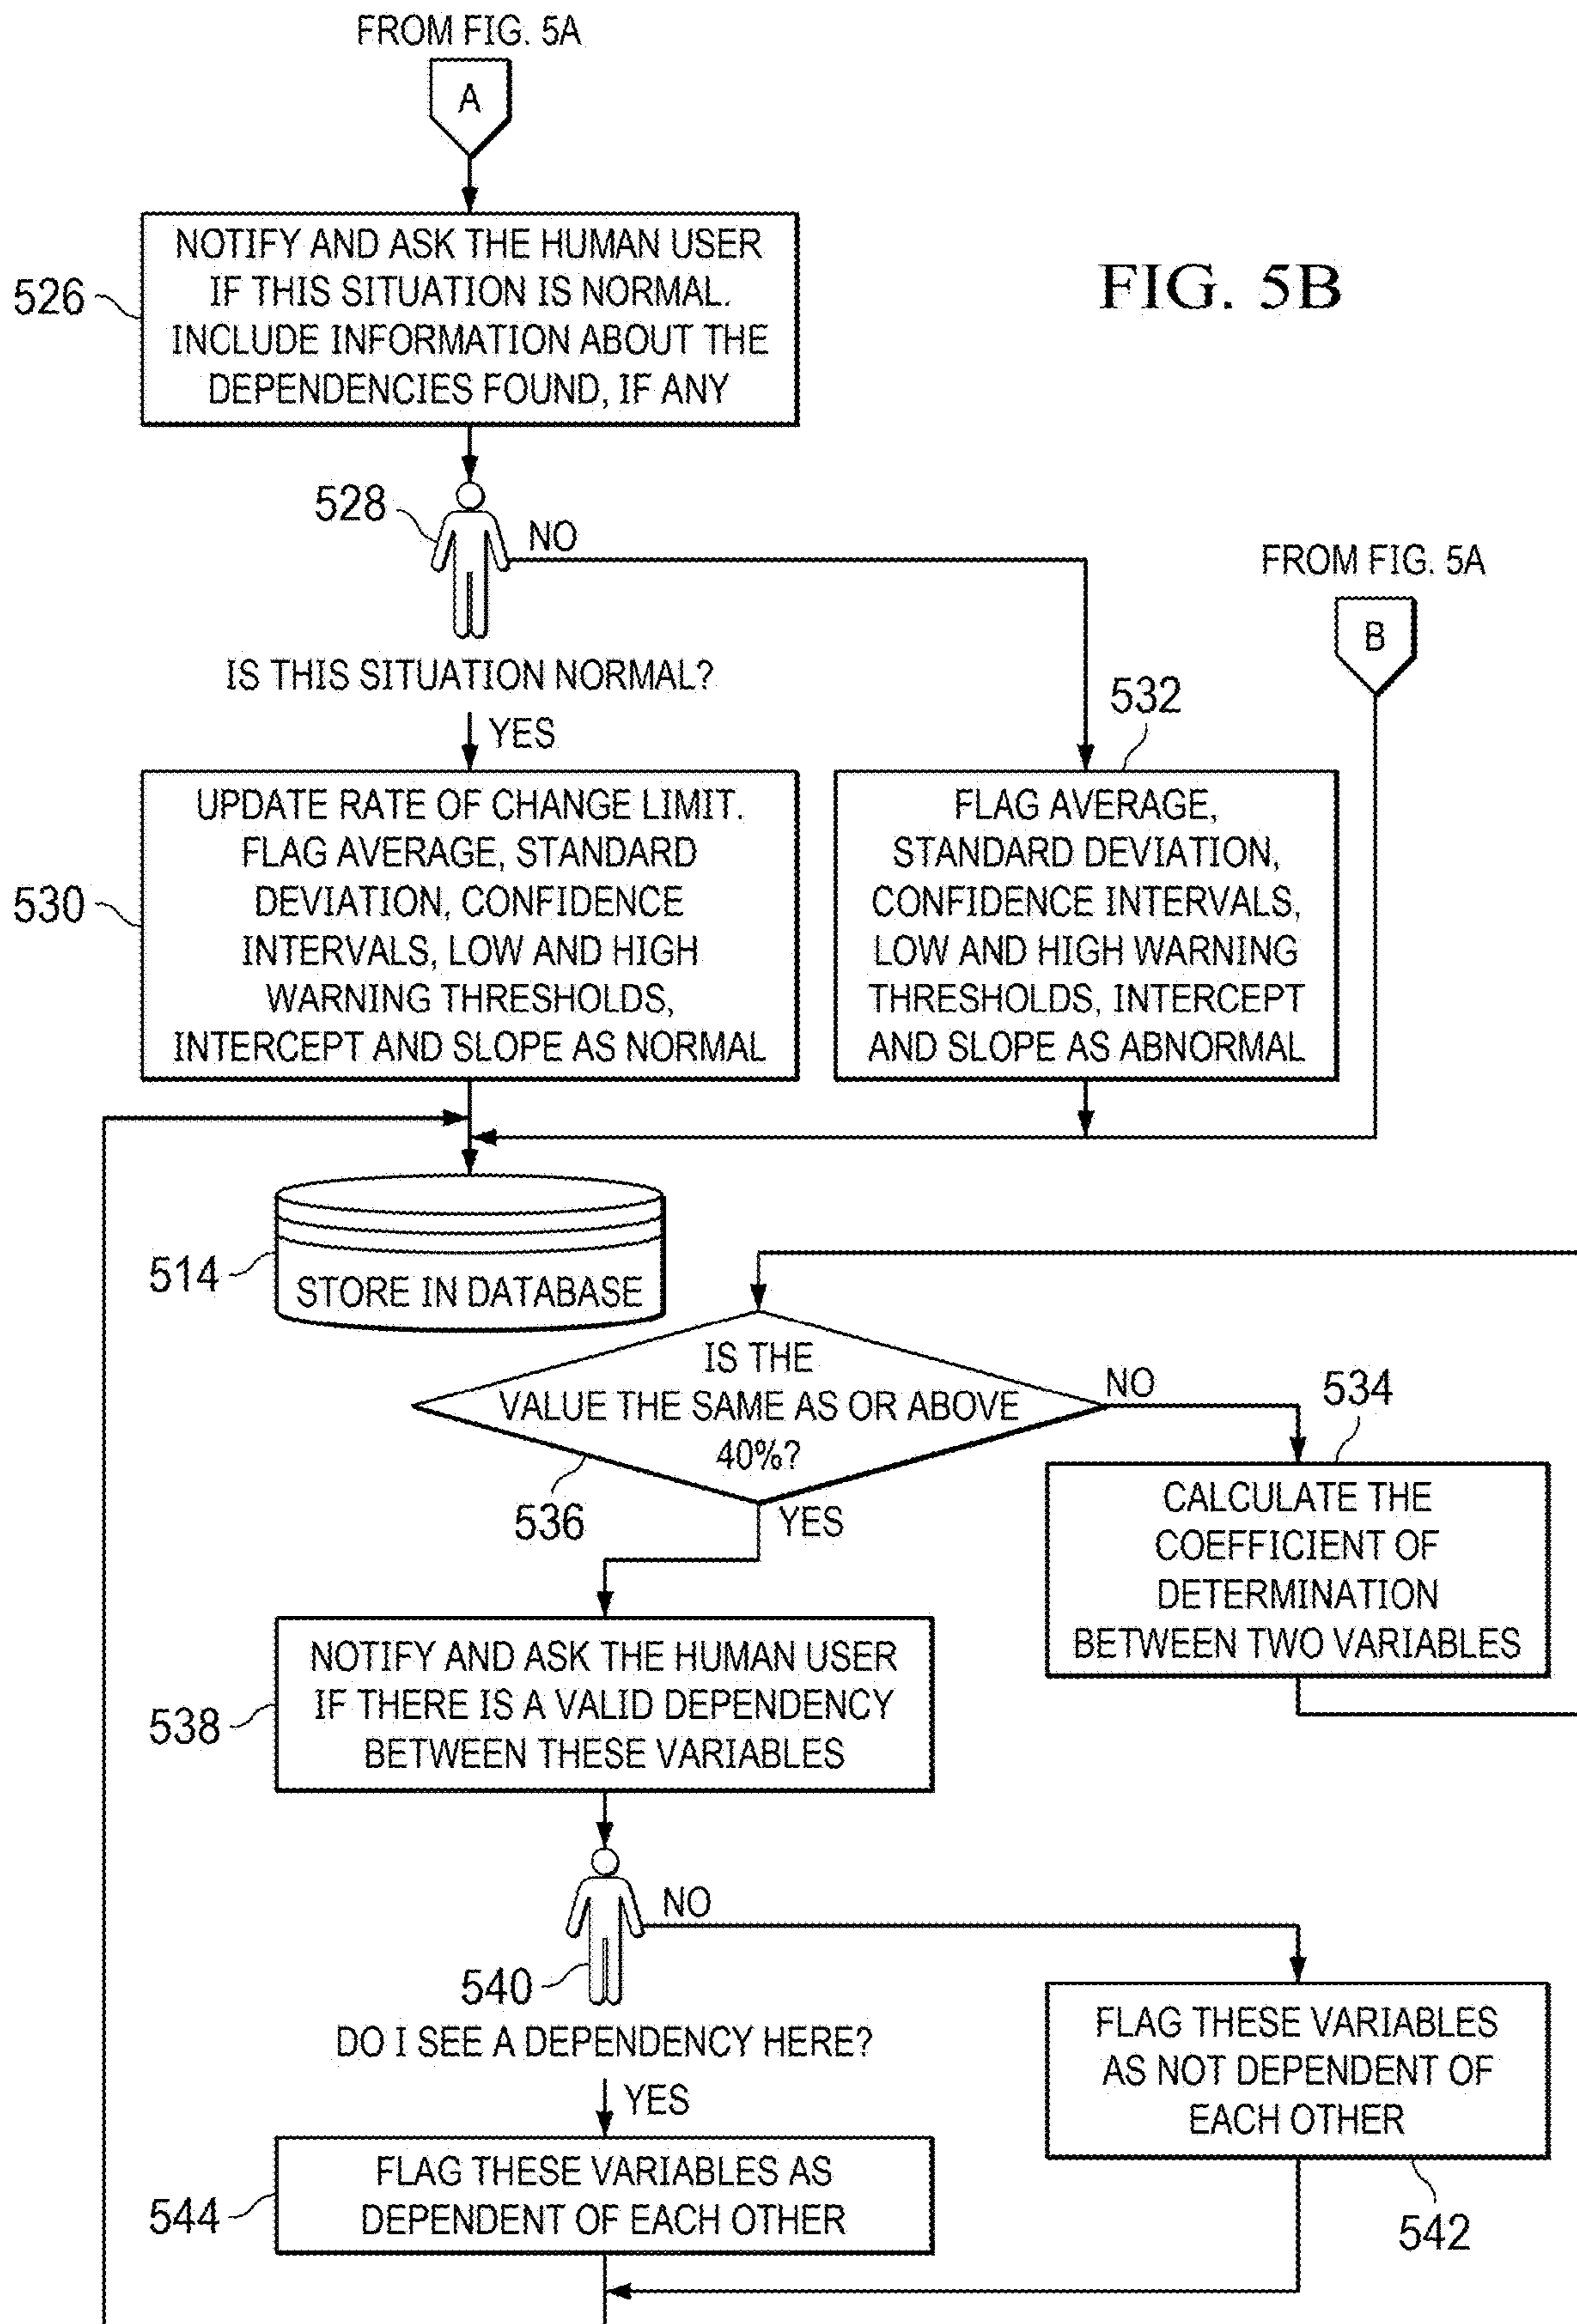 FROM FIG. 5A
A
NOTIFY AND ASK THE HUMAN USER
IF THIS SITUATION IS NORMAL.
INCLUDE INFORMATION ABOUT THE
DEPENDENCIES FOUND, IF ANY
526
FIG. 5B
528
NO
IS THIS SITUATION NORMAL?
YES
FROM FIG. 5A
B
532
530
UPDATE RATE OF CHANGE LIMIT.
FLAG AVERAGE, STANDARD
DEVIATION, CONFIDENCE
INTERVALS, LOW AND HIGH
WARNING THRESHOLDS,
INTERCEPT AND SLOPE AS NORMAL
FLAG AVERAGE,
STANDARD DEVIATION,
CONFIDENCE INTERVALS,
LOW AND HIGH WARNING
THRESHOLDS, INTERCEPT
AND SLOPE AS ABNORMAL
514
STORE IN DATABASE
IS THE
VALUE THE SAME AS OR ABOVE
40%?
536
NO
YES
534
CALCULATE THE
COEFFICIENT OF
DETERMINATION
BETWEEN TWO VARIABLES
538
NOTIFY AND ASK THE HUMAN USER
IF THERE IS A VALID DEPENDENCY
BETWEEN THESE VARIABLES
NO
540
DO I SEE A DEPENDENCY HERE?
YES
FLAG THESE VARIABLES
AS NOT DEPENDENT OF
EACH OTHER
542
544
FLAG THESE VARIABLES AS
DEPENDENT OF EACH OTHER